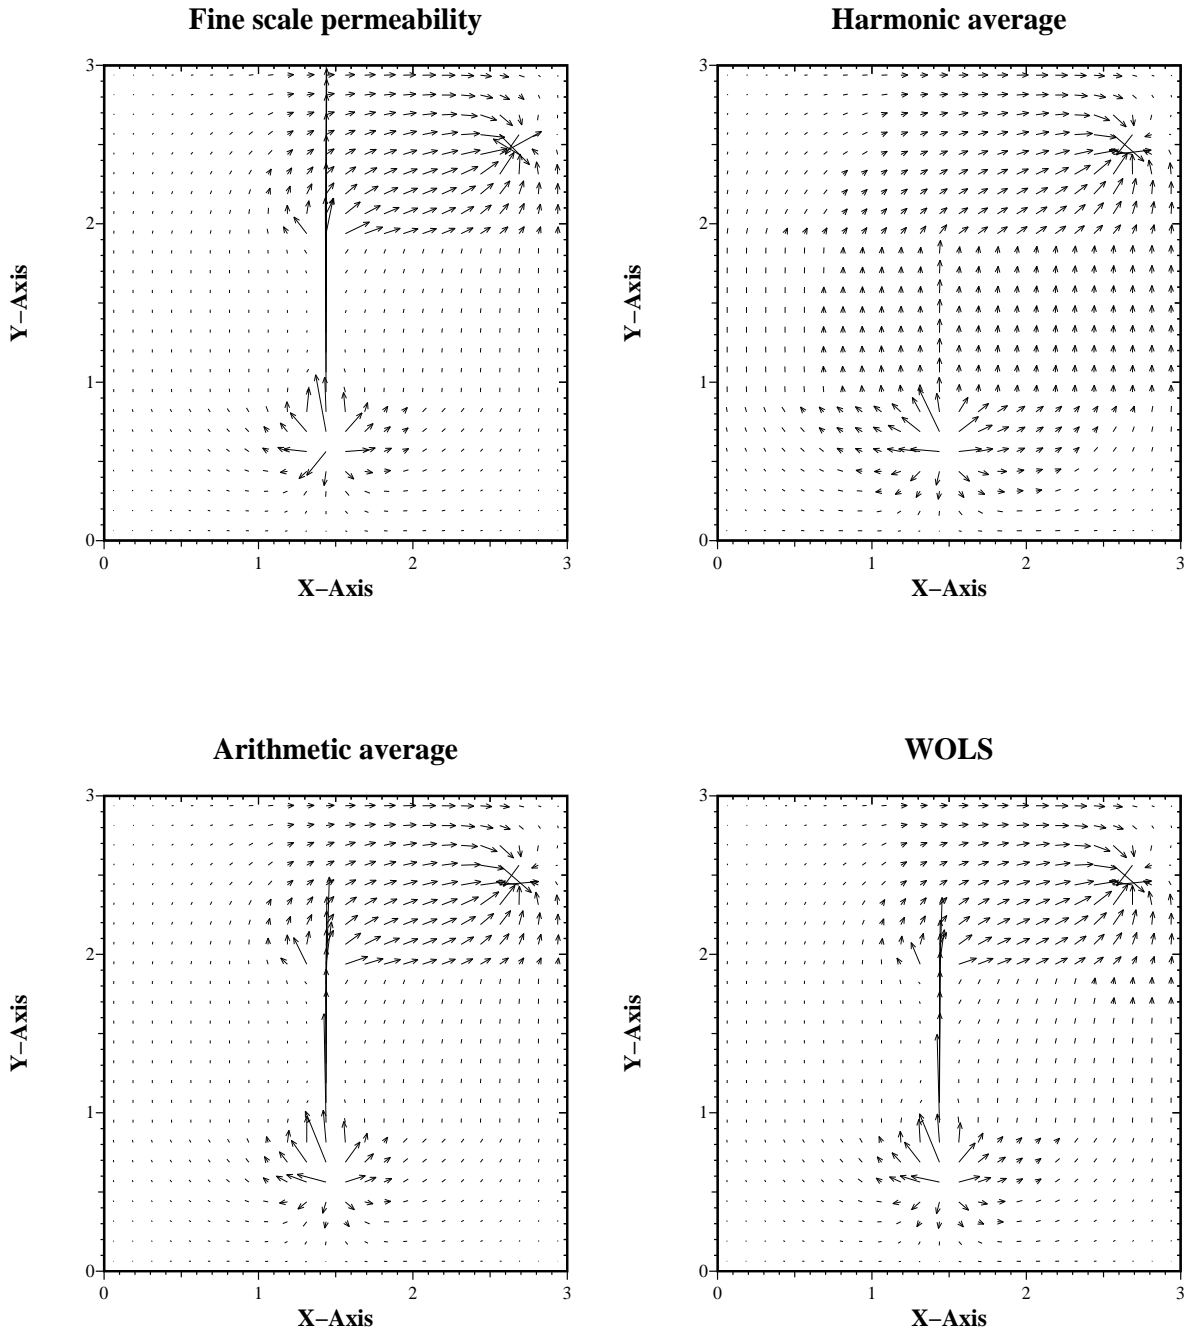 Fine scale permeability
Harmonic average
3
2
1
0
Y–Axis
0 1 2 3
X–Axis
3
2
1
0
Y–Axis
0 1 2 3
X–Axis
Arithmetic average
WOLS
3
2
1
0
Y–Axis
0 1 2 3
X–Axis
3
2
1
0
Y–Axis
0 1 2 3
X–Axis